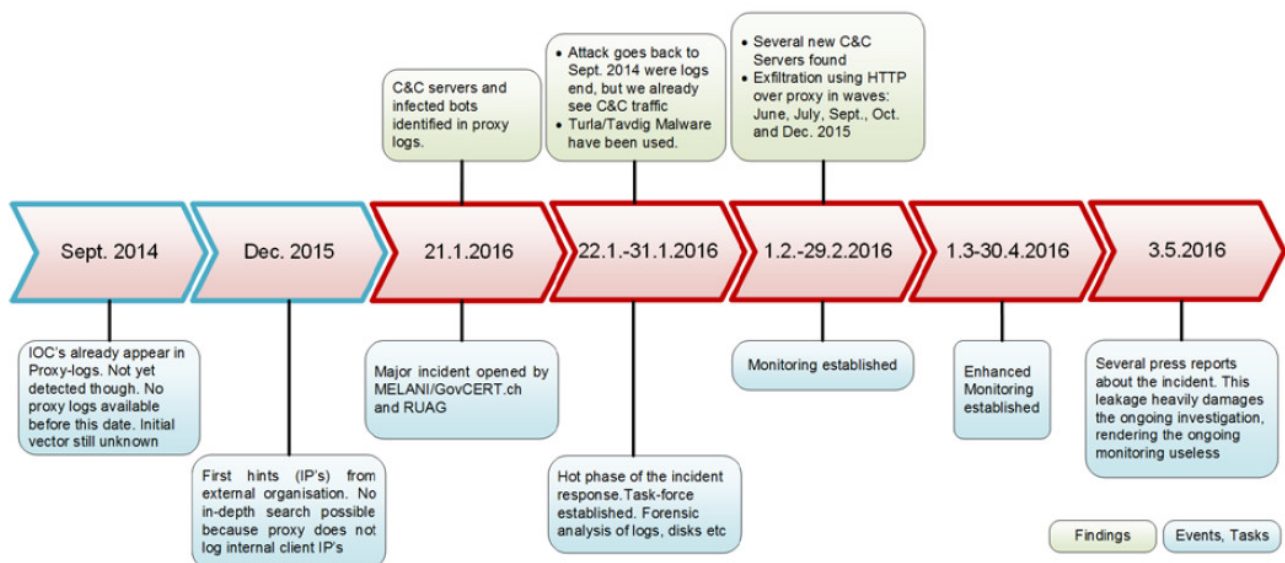 C&C servers and
infected bots
identified in proxy
logs.
• Attack goes back to
Sept. 2014 were logs
end, but we already
see C&C traffic
• Turla/Tavdig Malware
have been used.
• Several new C&C
Servers found
• Exfiltration using HTTP
over proxy in waves:
June, July, Sept., Oct.
and Dec. 2015
Sept. 2014
Dec. 2015
21.1.2016
22.1.-31.1.2016
1.2.-29.2.2016
1.3-30.4.2016
3.5.2016
IOC's already appear in
Proxy-logs. Not yet
detected though. No
proxy logs available
before this date. Initial
vector still unknown
First hints (IP's) from
external organisation. No
in-depth search possible
because proxy does not
log internal client IP's
Major incident opened by
MELANI/GovCERT.ch
and RUAG
Hot phase of the incident
response.Task-force
established. Forensic
analysis of logs, disks etc
Monitoring established
Enhanced
Monitoring
established
Several press reports
about the incident. This
leakage heavily damages
the ongoing investigation,
rendering the ongoing
monitoring useless
Findings
Events, Tasks